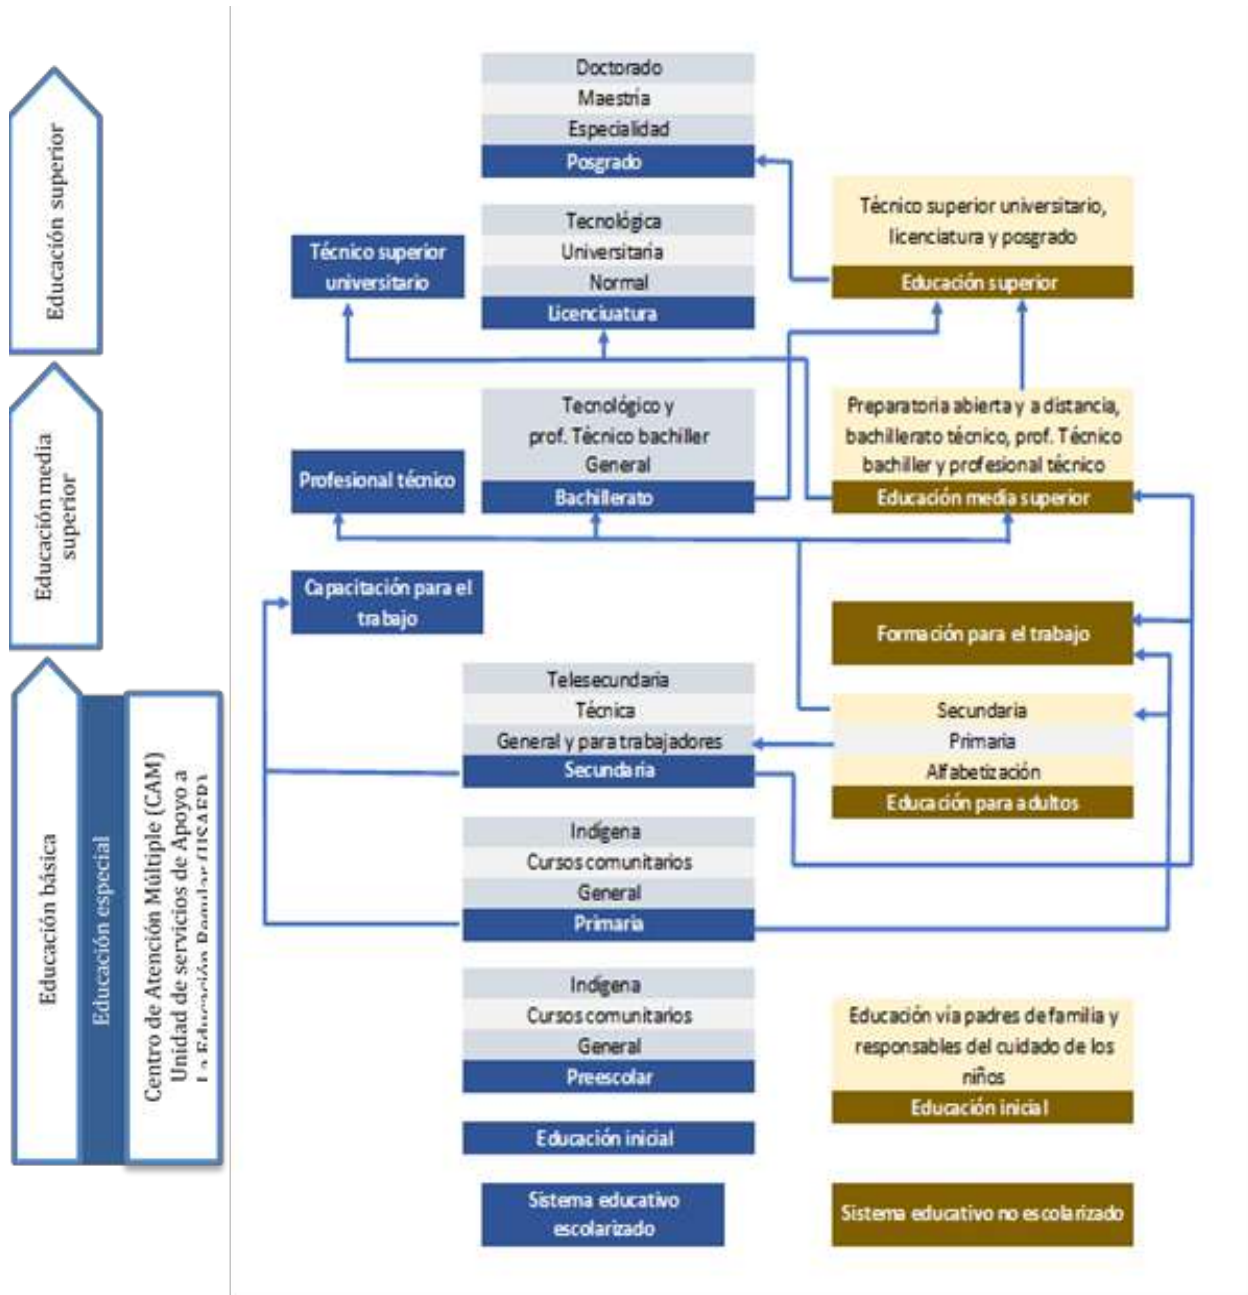 Educación superior
Educación media
superior
Educación básica
Educación especial
Centro de Atención Múltiple (CAM)
Unidad de servicios de Apoyo a
La Educación Regular (USAER)
Doctorado
Maestría
Especialidad
Posgrado
Técnico superior
universitario
Tecnológica
Universitaria
Normal
Licenciuatura
Técnico superior universitario,
licenciatura y posgrado
Educación superior
Profesional técnico
Tecnológico y
prof. Técnico bachiller
General
Bachillerato
Preparatoria abierta y a distancia,
bachillerato técnico, prof. Técnico
bachiller y profesional técnico
Educación media superior
Capacitación para el
trabajo
Formación para el trabajo
Telesecundaria
Técnica
General y para trabajadores
Secundaria
Secundaria
Primaria
Alfabetización
Educación para adultos
Indígena
Cursos comunitarios
General
Primaria
Indígena
Cursos comunitarios
General
Preescolar
Educación vía padres de familia y
responsables del cuidado de los
niños
Educación inicial
Educación inicial
Sistema educativo
escolarizado
Sistema educativo no escolarizado